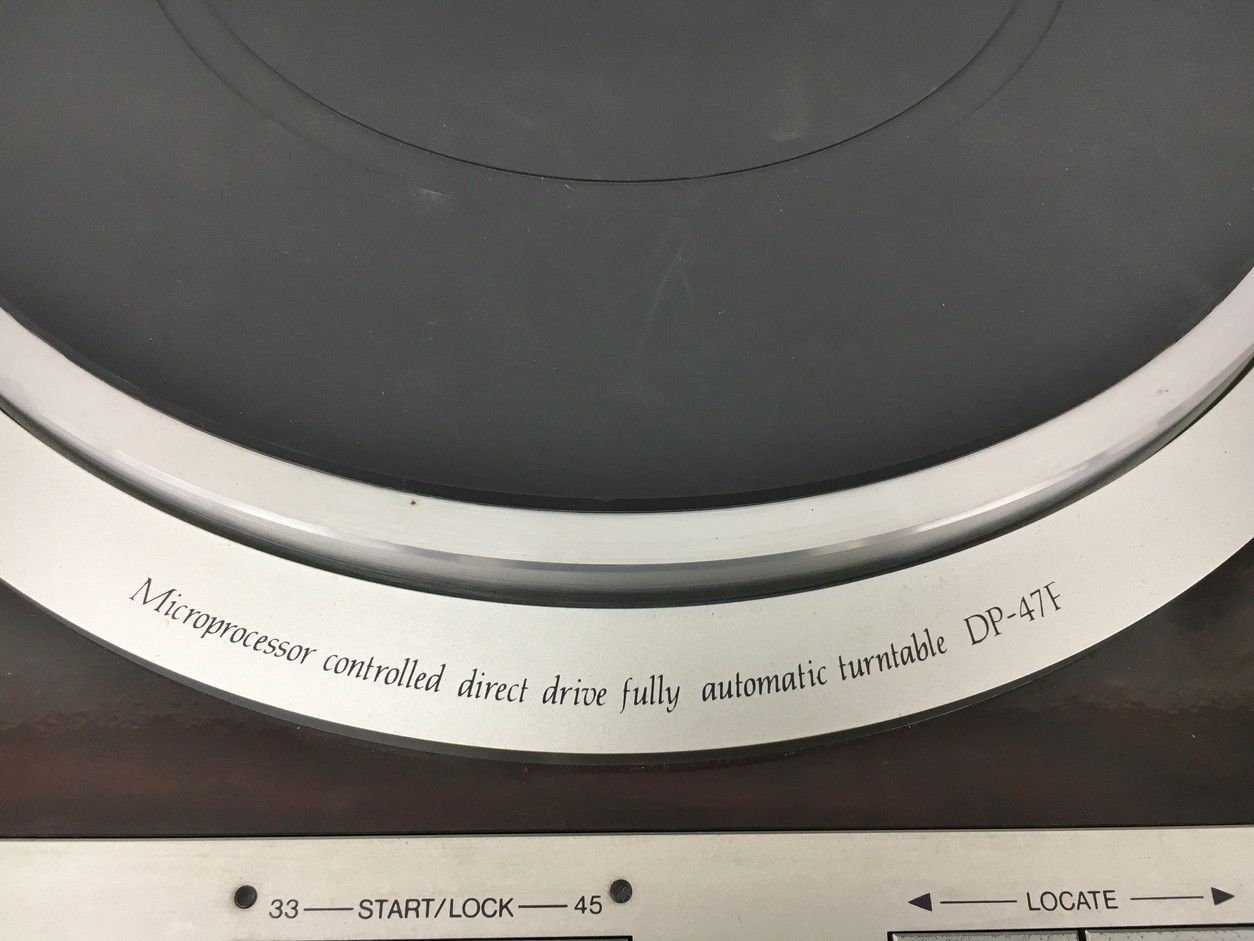 Microprocessor controlled direct drive fully automatic turntable DP-47F
33 START/LOCK 45
LOCATE